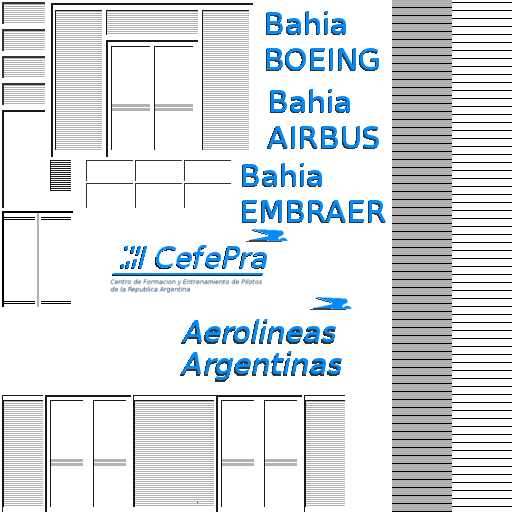 Bahia
BOEING
Bahia
AIRBUS
Bahia
EMBRAER
CefePra
Centro de Formacion y Entrenamiento de Pilotos
de la Republica Argentina
Aerolineas
Argentinas